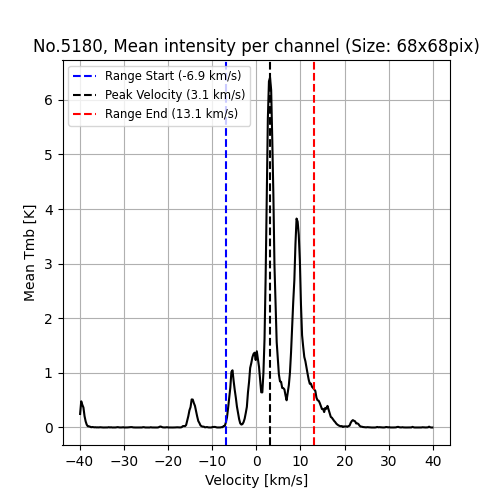 No.5180, Mean intensity per channel (Size: 68x68pix)
Range Start (-6.9 km/s)
Peak Velocity (3.1 km/s)
Range End (13.1 km/s)
Mean Tmb [K]
6
5
4
3
2
1
0
−40 −30 −20 −10 0 10 20 30 40
Velocity [km/s]